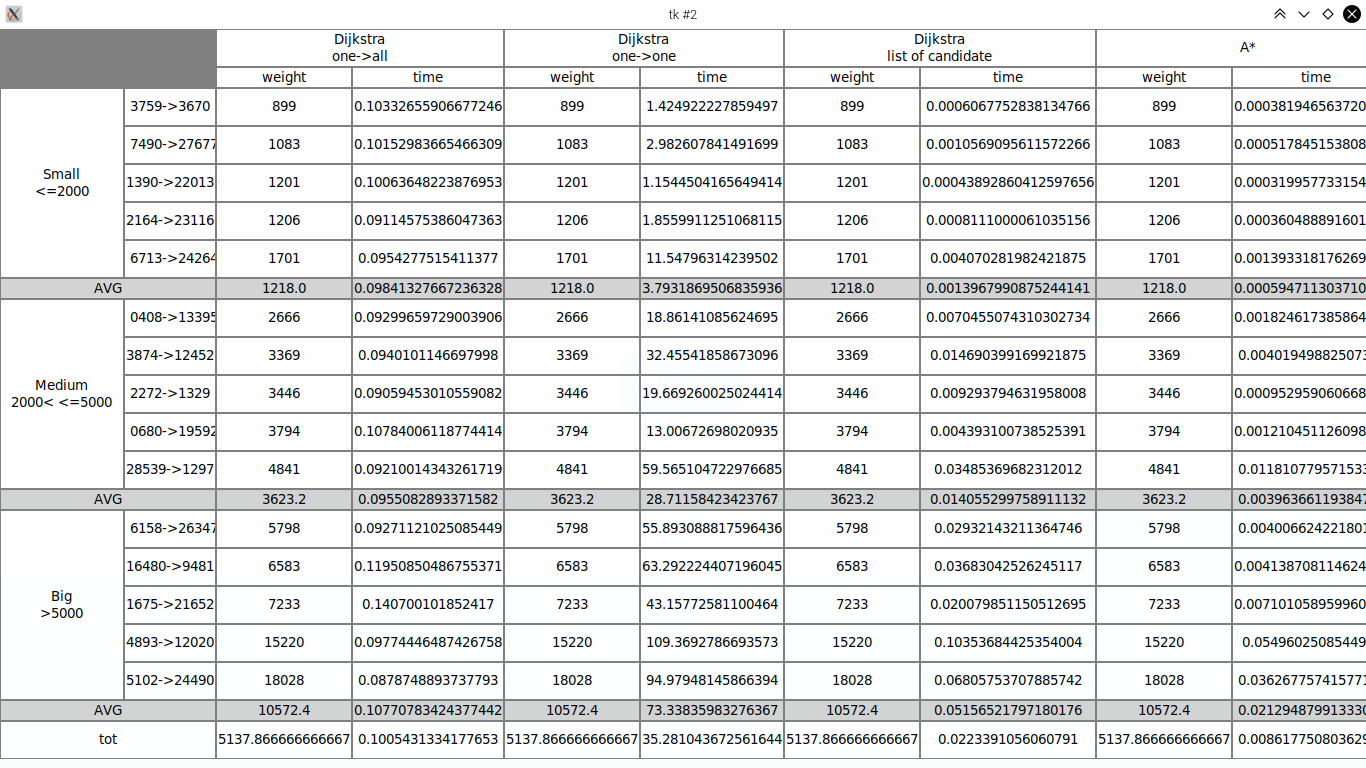 tk #2
Dijkstra
one->all
Dijkstra
one->one
Dijkstra
list of candidate
A*
weight time weight time weight time weight time
Small
<=2000
3759->3670 899 0.10332655906677246 899 1.424922227859497 899 0.0006067752838134766 899 0.000381946563720
7490->27677 1083 0.10152983665466309 1083 2.982607841491699 1083 0.0010569095611572266 1083 0.000517845153808
1390->22013 1201 0.10063648223876953 1201 1.1544504165649414 1201 0.00043892860412597656 1201 0.000319957733154
2164->23116 1206 0.09114575386047363 1206 1.8559911251068115 1206 0.0008111000061035156 1206 0.000360488891601
6713->24264 1701 0.0954277515411377 1701 11.54796314239502 1701 0.004070281982421875 1701 0.001393318176269
AVG 1218.0 0.09841327667236328 1218.0 3.7931869506835936 1218.0 0.0013967990875244141 1218.0 0.000594711303710
Medium
2000< <=5000
0408->13395 2666 0.09299659729003906 2666 18.86141085624695 2666 0.0070455074310302734 2666 0.001824617385864
3874->12452 3369 0.0940101146697998 3369 32.45541858673096 3369 0.014690399169921875 3369 0.004019498825073
2272->1329 3446 0.09059453010559082 3446 19.669260025024414 3446 0.009293794631958008 3446 0.000952959060668
0680->19592 3794 0.10784006118774414 3794 13.00672698020935 3794 0.004393100738525391 3794 0.001210451126098
28539->1297 4841 0.09210014343261719 4841 59.565104722976685 4841 0.03485369682312012 4841 0.011810779571533
AVG 3623.2 0.0955082893371582 3623.2 28.71158423423767 3623.2 0.014055299758911132 3623.2 0.003963661193847
Big
>5000
6158->26347 5798 0.09271121025085449 5798 55.893088817596436 5798 0.02932143211364746 5798 0.004006624221801
16480->9481 6583 0.11950850486755371 6583 63.292224407196045 6583 0.03683042526245117 6583 0.004138708114624
1675->21652 7233 0.140700101852417 7233 43.15772581100464 7233 0.020079851150512695 7233 0.007101058959960
4893->12020 15220 0.09774446487426758 15220 109.3692786693573 15220 0.10353684425354004 15220 0.05496025085449
5102->24490 18028 0.0878748893737793 18028 94.97948145866394 18028 0.06805753707885742 18028 0.036267757415771
AVG 10572.4 0.10770783424377442 10572.4 73.33835983276367 10572.4 0.05156521797180176 10572.4 0.021294879913330
tot 5137.866666666667 0.1005431334177653 5137.866666666667 35.281043672561644 5137.866666666667 0.0223391056060791 5137.866666666667 0.008617750803629